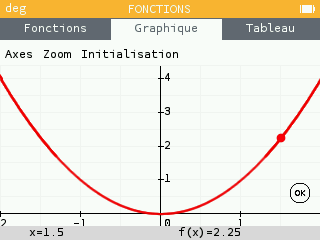 deg FONCTIONS
Fonctions Graphique Tableau
Axes Zoom Initialisation
4
3
2
1
2 -1 0 1
OK
x=1.5 f(x)=2.25